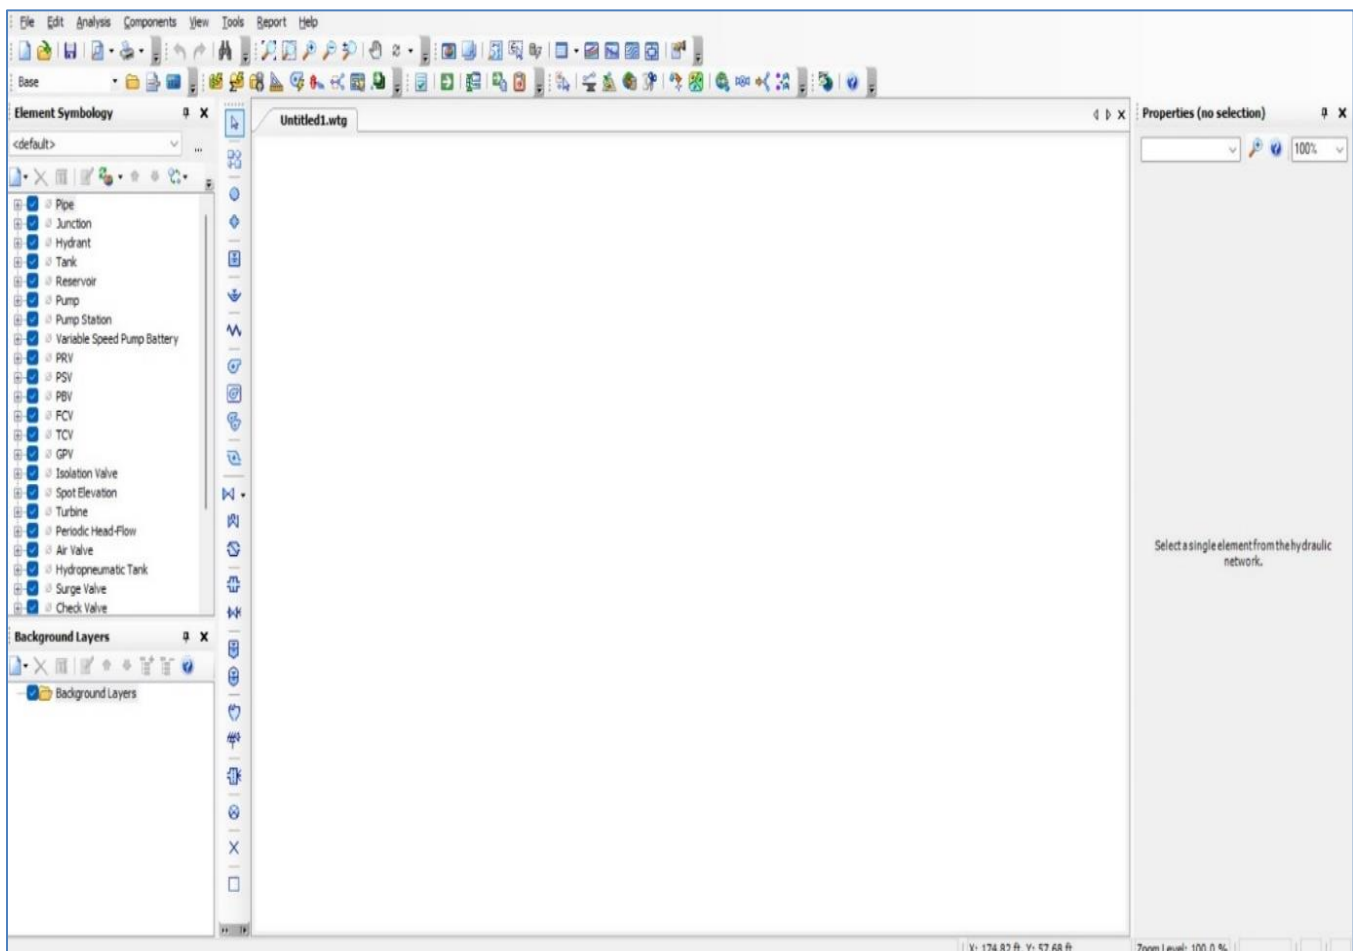 File Edit Analysis Components View Tools Report Help
Base
Element Symbology
<default>
...
Pipe
Junction
Hydrant
Tank
Reservoir
Pump
Pump Station
Variable Speed Pump Battery
PRV
PSV
PBV
FCV
TCV
GPV
Isolation Valve
Spot Elevation
Turbine
Periodic Head-Flow
Air Valve
Hydropneumatic Tank
Surge Valve
Check Valve
Background Layers
Background Layers
Untitled1.wtg
Properties (no selection)
100%
Select a single element from the hydraulic
network.
X: 174.82 ft, Y: 57.68 ft
Zoom Level: 100.0 %